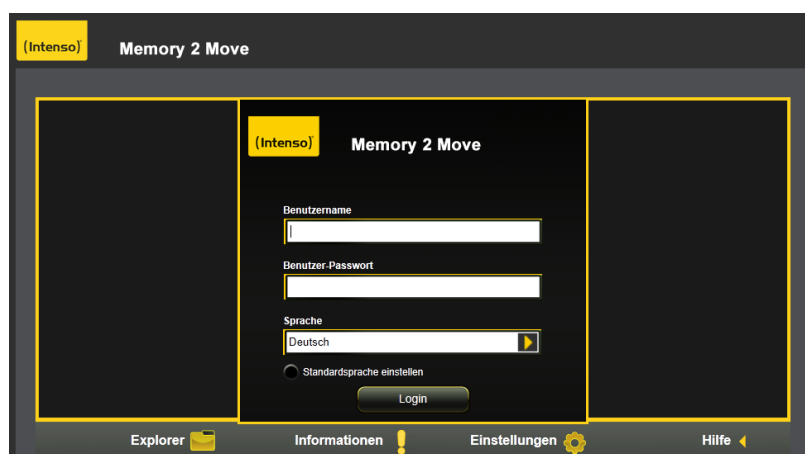 (Intenso)® Memory 2 Move
(Intenso)® Memory 2 Move
Benutzername
Benutzer-Passwort
Sprache
Deutsch
Standardsprache einstellen
Login
Explorer Informationen Einstellungen Hilfe